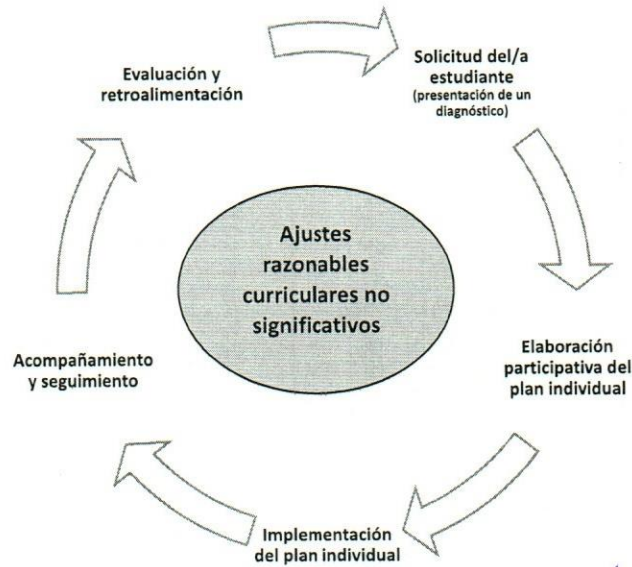 Evaluación y
retroalimentación
Solicitud del/a
estudiante
(presentación de un
diagnóstico)
Ajustes
razonables
curriculares no
significativos
Elaboración
participativa del
plan individual
Acompañamiento
y seguimiento
Implementación
del plan individual